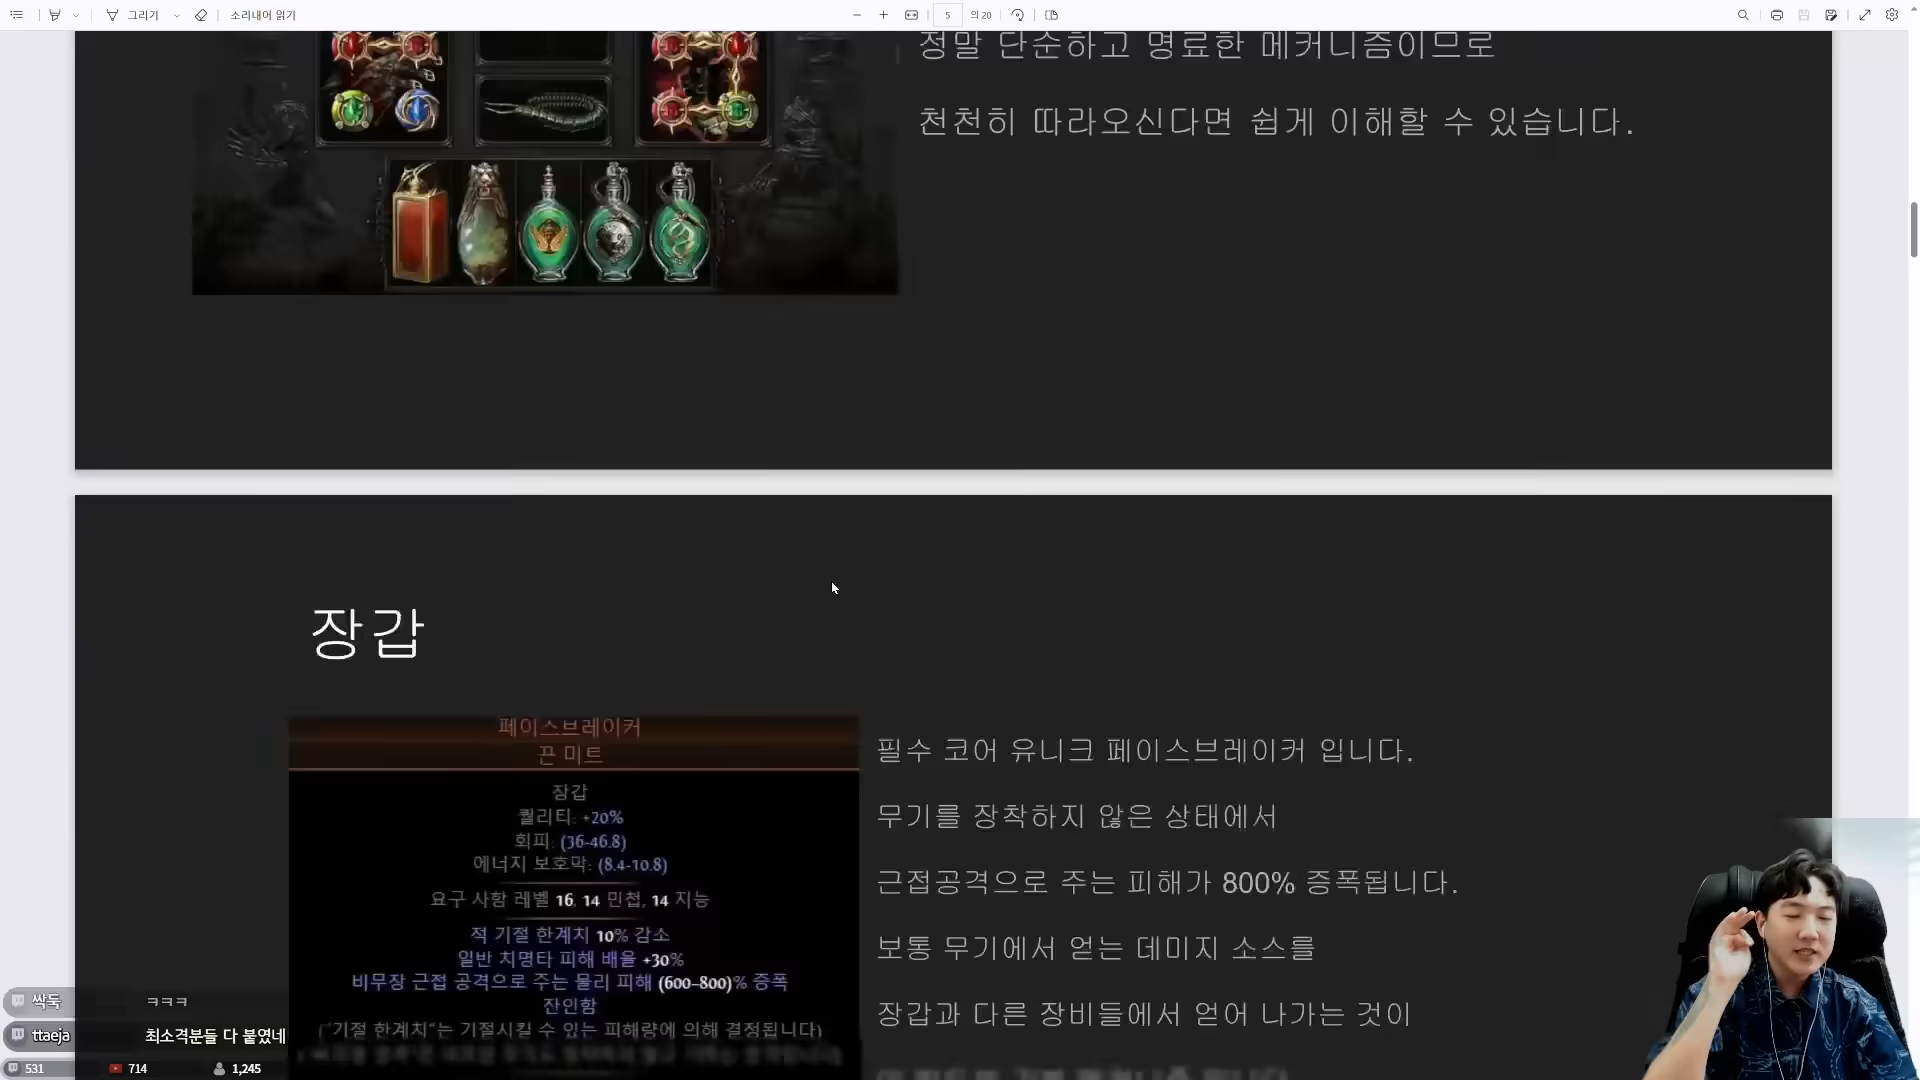 그리기
소리내어 읽기
5
의 20
정말 단순하고 명료한 메커니즘이므로
천천히 따라오신다면 쉽게 이해할 수 있습니다.
장갑
페이스브레이커
끈 미트
장갑
퀄리티: +20%
회피: (36-46.8)
에너지 보호막: (8.4-10.8)
요구 사항 레벨 16, 14 민첩, 14 지능
적 기절 한계치 10% 감소
일반 치명타 피해 배율 +30%
비무장 근접 공격으로 주는 물리 피해 (600–800)% 증폭
잔인함
("기절 한계치"는 기절시킬 수 있는 피해량에 의해 결정됩니다)
필수 코어 유니크 페이스브레이커 입니다.
무기를 장착하지 않은 상태에서
근접공격으로 주는 피해가 800% 증폭됩니다.
보통 무기에서 얻는 데미지 소스를
장갑과 다른 장비들에서 얻어 나가는 것이
싹둑 ㅋㅋㅋ
ttaeja 최소격분들 다 붙였네
531 714 1,245